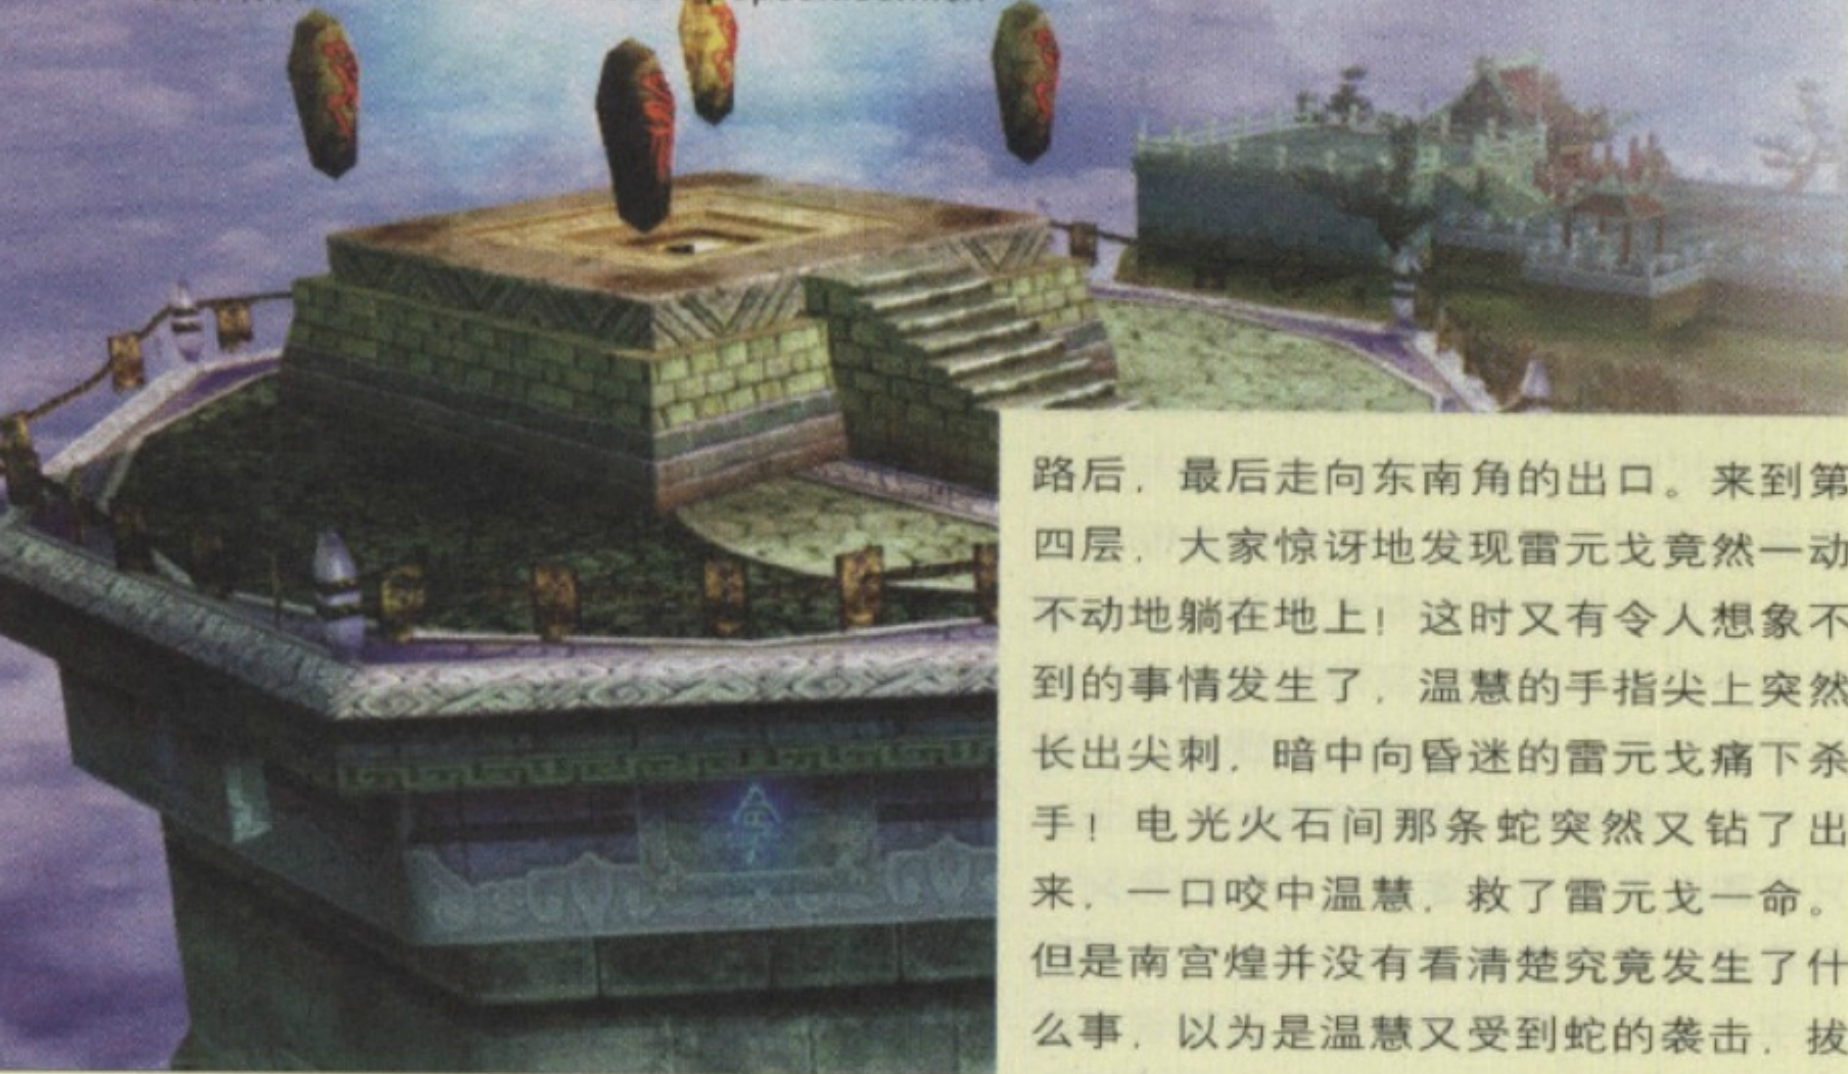 路后，最后走向东南角的出口。来到第
四层，大家惊讶地发现雷元戈竟然一动
不动地躺在地上！这时又有令人想象不
到的事情发生了，温慧的手指尖上突然
长出尖刺，暗中向昏迷的雷元戈痛下杀
手！电光火石间那条蛇突然又钻了出
来，一口咬中温慧，救了雷元戈一命。
但是南宫煌并没有看清楚究竟发生了什
么事，以为是温慧又受到蛇的袭击，拔